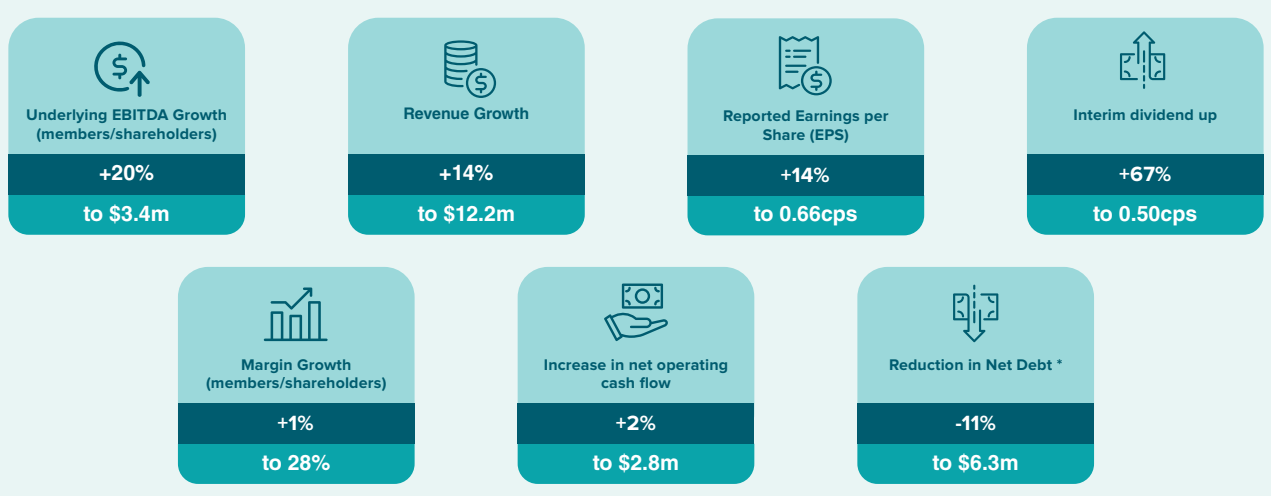 Underlying EBITDA Growth
(members/shareholders)
+20%
to $3.4m
Revenue Growth
+14%
to $12.2m
Reported Earnings per
Share (EPS)
+14%
to 0.66cps
Interim dividend up
+67%
to 0.50cps
Margin Growth
(members/shareholders)
+1%
to 28%
Increase in net operating
cash flow
+2%
to $2.8m
Reduction in Net Debt *
-11%
to $6.3m